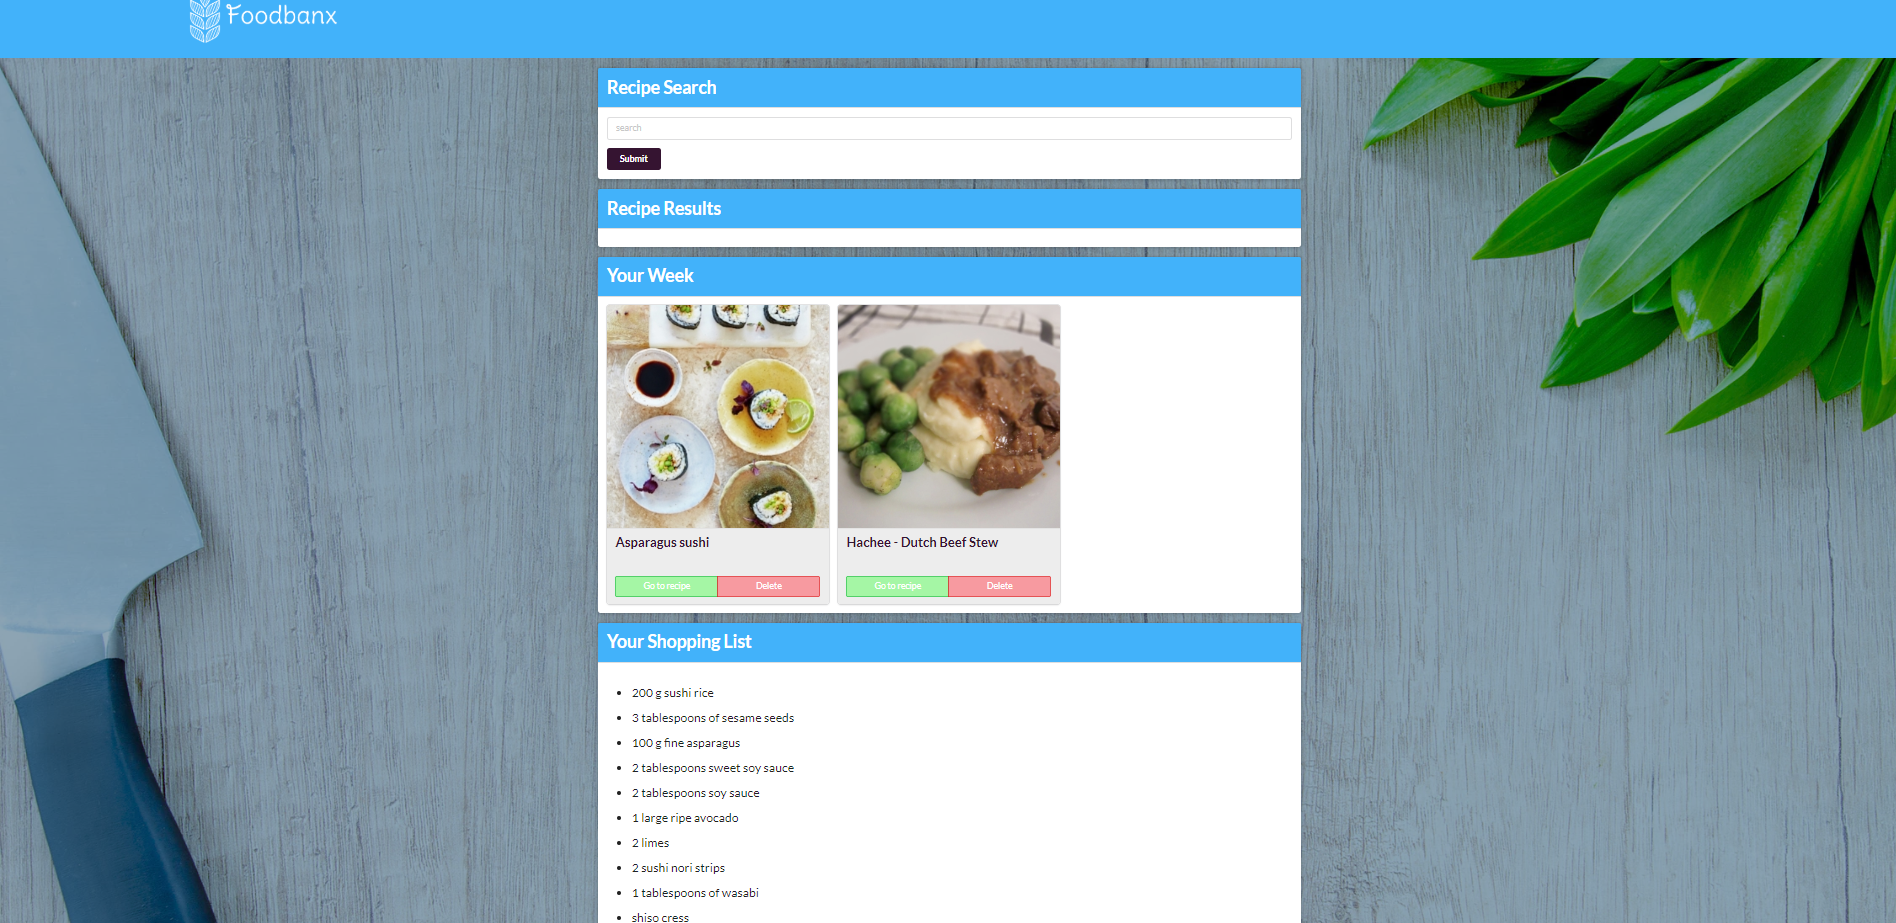 Foodbanx
Recipe Search
search
Submit
Recipe Results
Your Week
Asparagus sushi
Go to recipe
Delete
Hachee - Dutch Beef Stew
Go to recipe
Delete
Your Shopping List
200 g sushi rice
3 tablespoons of sesame seeds
100 g fine asparagus
2 tablespoons sweet soy sauce
2 tablespoons soy sauce
1 large ripe avocado
2 limes
2 sushi nori strips
1 tablespoons of wasabi
shiso cress